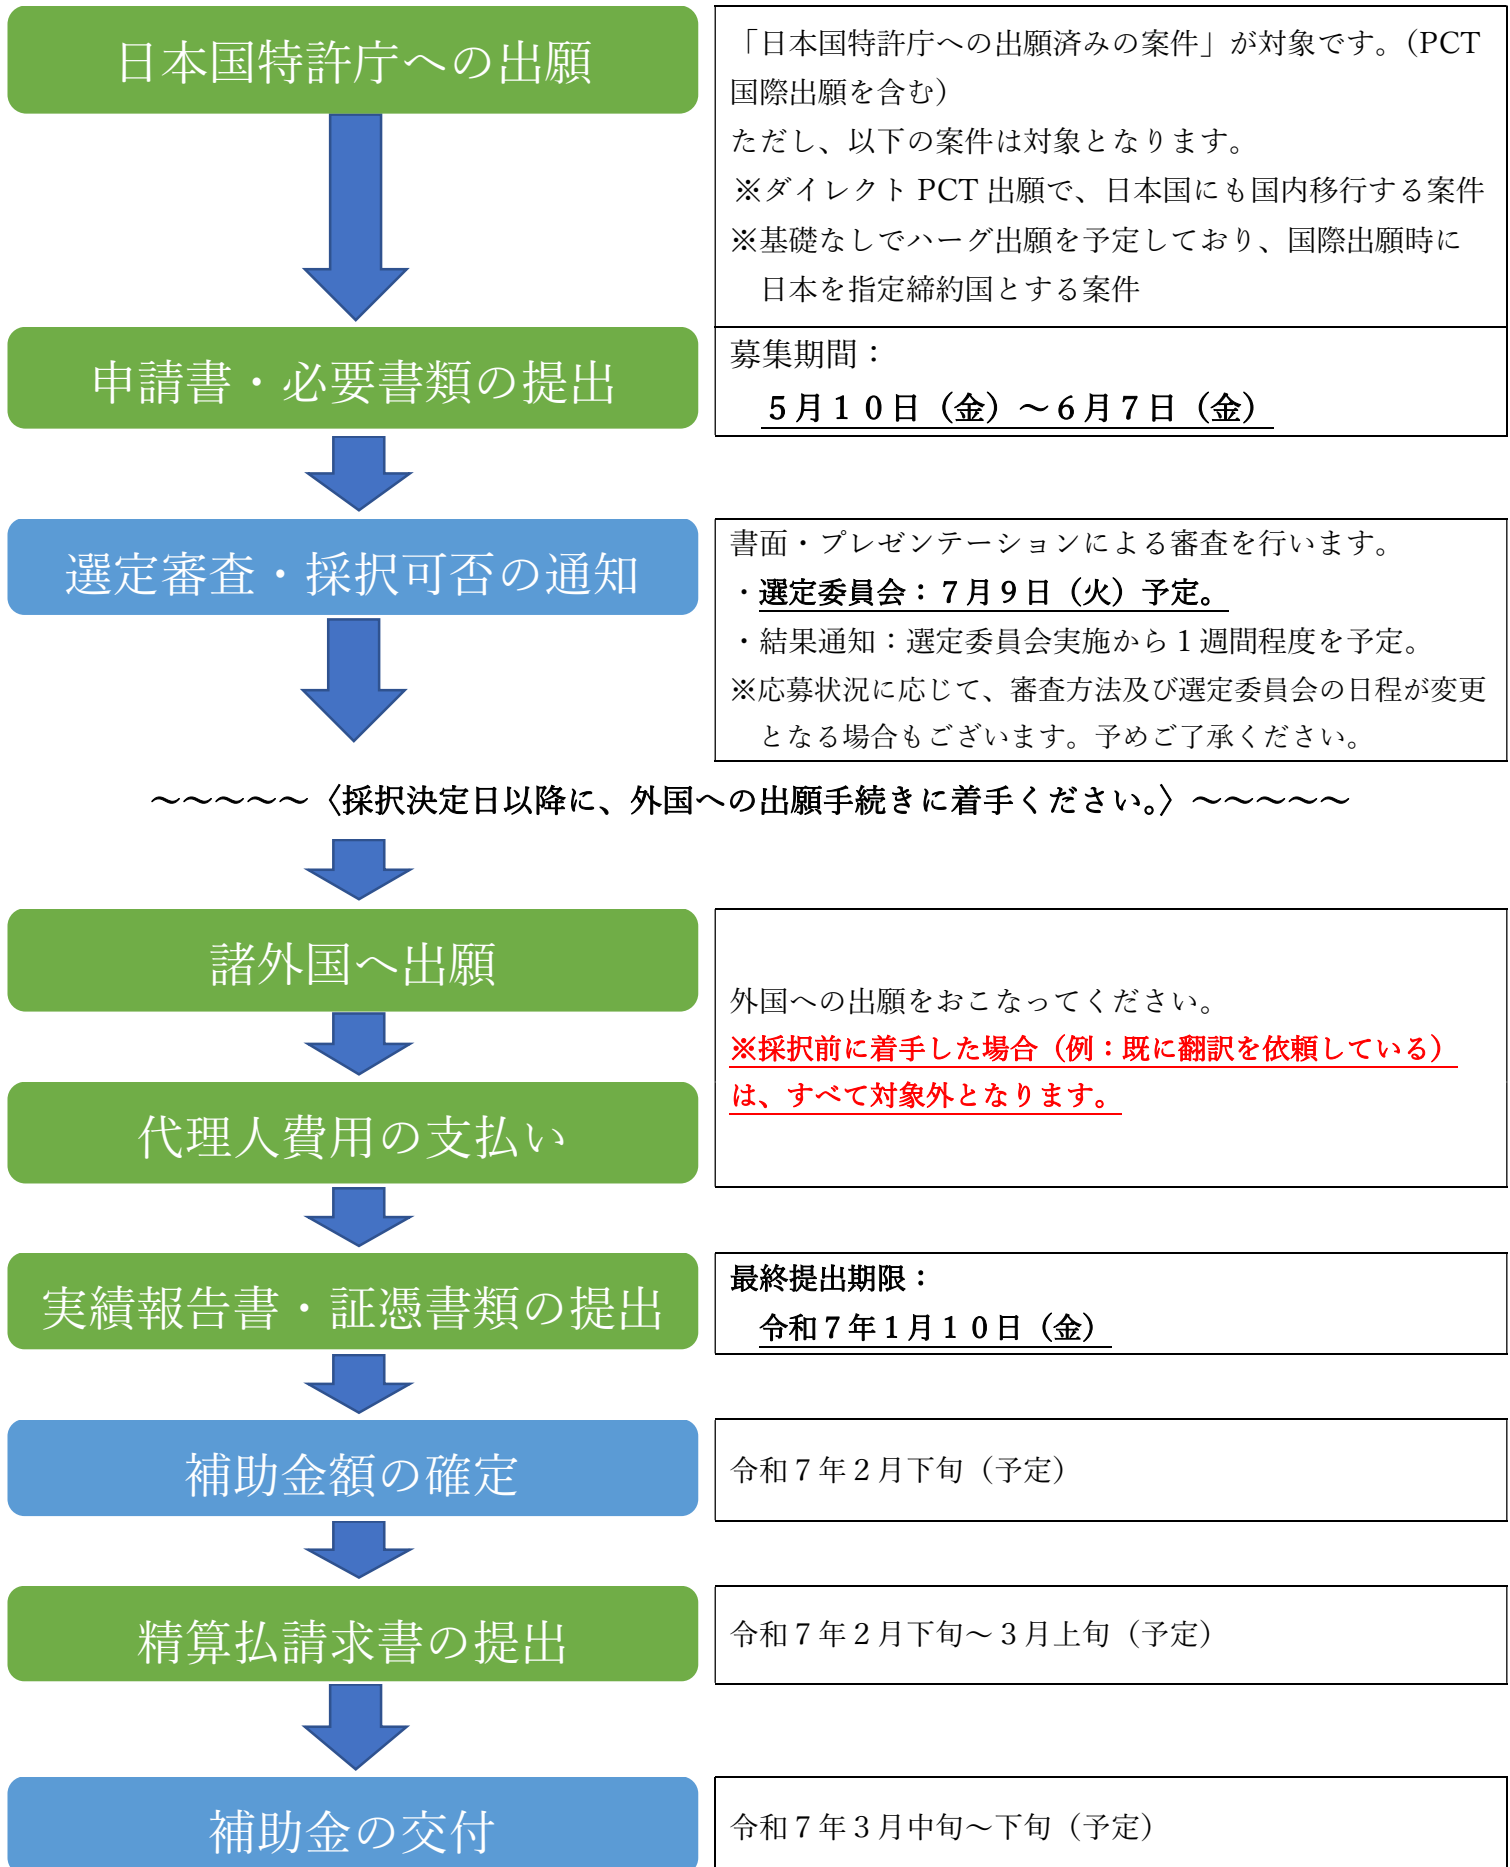 日本国特許庁への出願
「日本国特許庁への出願済みの案件」が対象です。（PCT
国際出願を含む）
ただし、以下の案件は対象となります。
※ダイレクト PCT 出願で、日本国にも国内移行する案件
※基礎なしでハーグ出願を予定しており、国際出願時に
日本を指定締約国とする案件
申請書・必要書類の提出
募集期間：
５月１０日（金）～６月７日（金）
選定審査・採択可否の通知
書面・プレゼンテーションによる審査を行います。
・選定委員会：７月９日（火）予定。
・結果通知：選定委員会実施から１週間程度を予定。
※応募状況に応じて、審査方法及び選定委員会の日程が変更
となる場合もございます。予めご了承ください。
～～～～～〈採択決定日以降に、外国への出願手続きに着手ください。〉～～～～～
諸外国へ出願
外国への出願をおこなってください。
※採択前に着手した場合（例：既に翻訳を依頼している）
は、すべて対象外となります。
代理人費用の支払い
実績報告書・証憑書類の提出
最終提出期限：
令和７年１月１０日（金）
補助金額の確定
令和７年２月下旬（予定）
精算払請求書の提出
令和７年２月下旬～３月上旬（予定）
補助金の交付
令和７年３月中旬～下旬（予定）